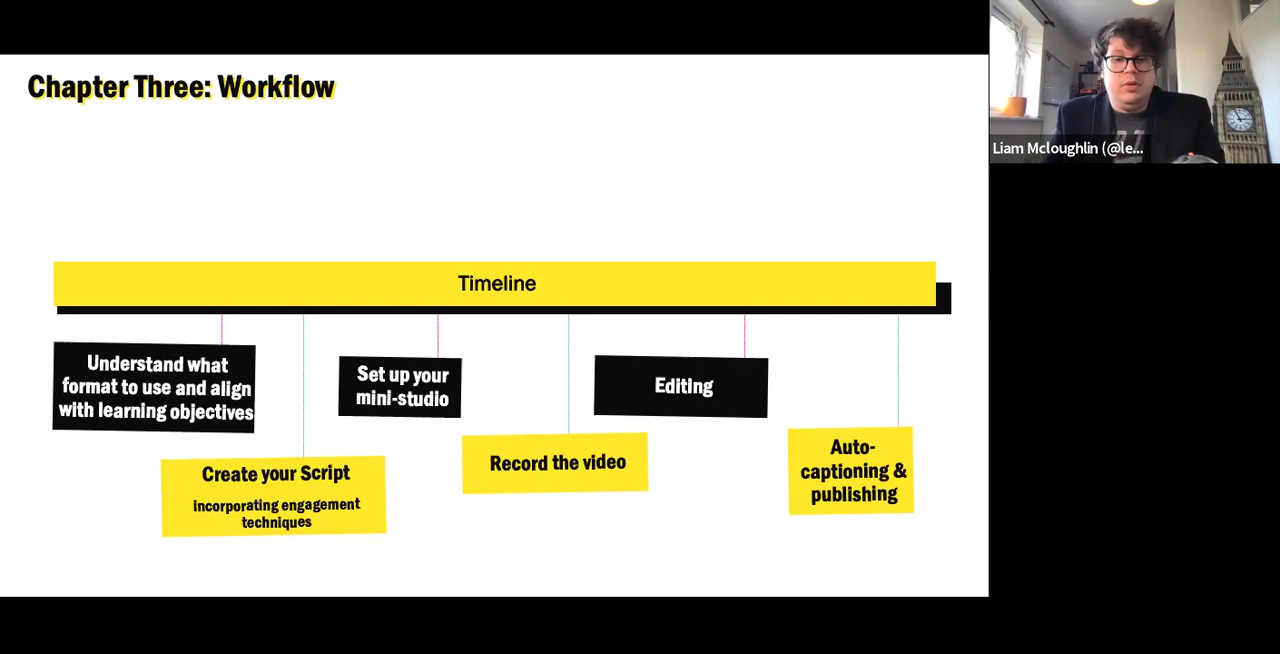 Chapter Three: Workflow
Liam Mcloughlin (@le...
Timeline
Understand what
format to use and align
with learning objectives
Create your Script
incorporating engagement
techniques
Set up your
mini-studio
Record the video
Editing
Auto-
captioning &
publishing